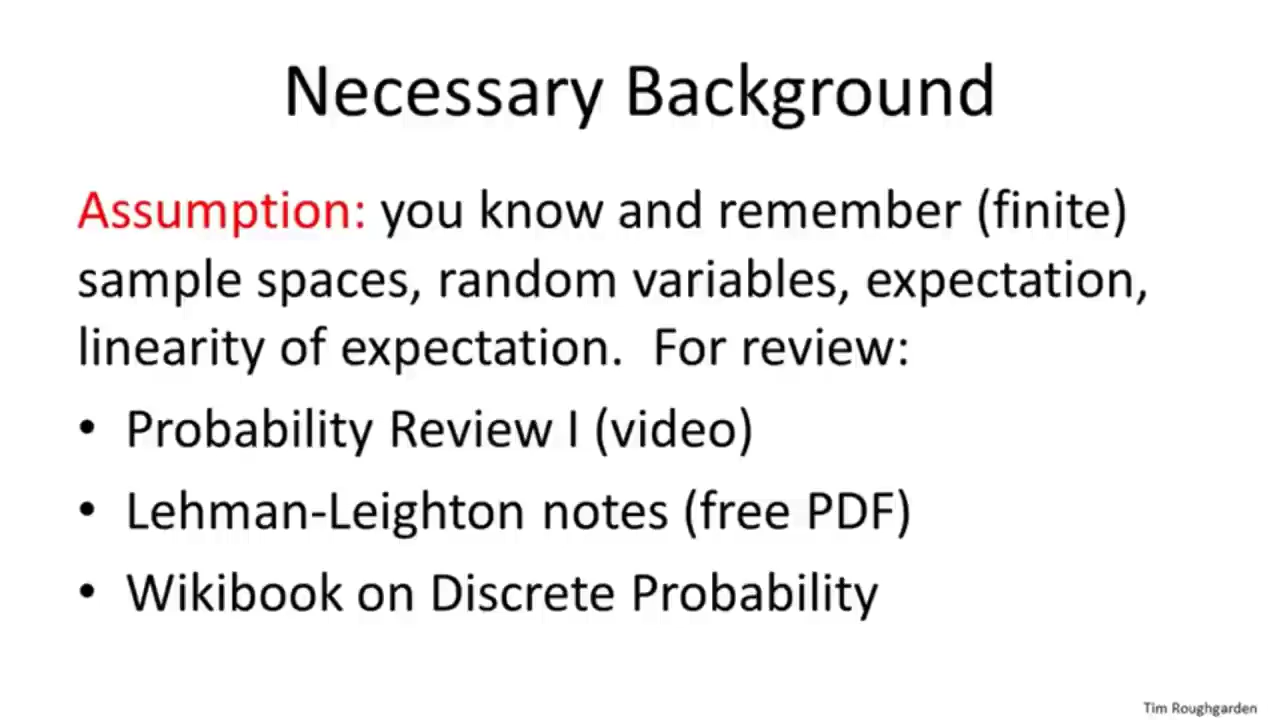 Necessary Background
Assumption: you know and remember (finite)
sample spaces, random variables, expectation,
linearity of expectation.  For review:
• Probability Review I (video)
• Lehman-Leighton notes (free PDF)
• Wikibook on Discrete Probability
Tim Roughgarden